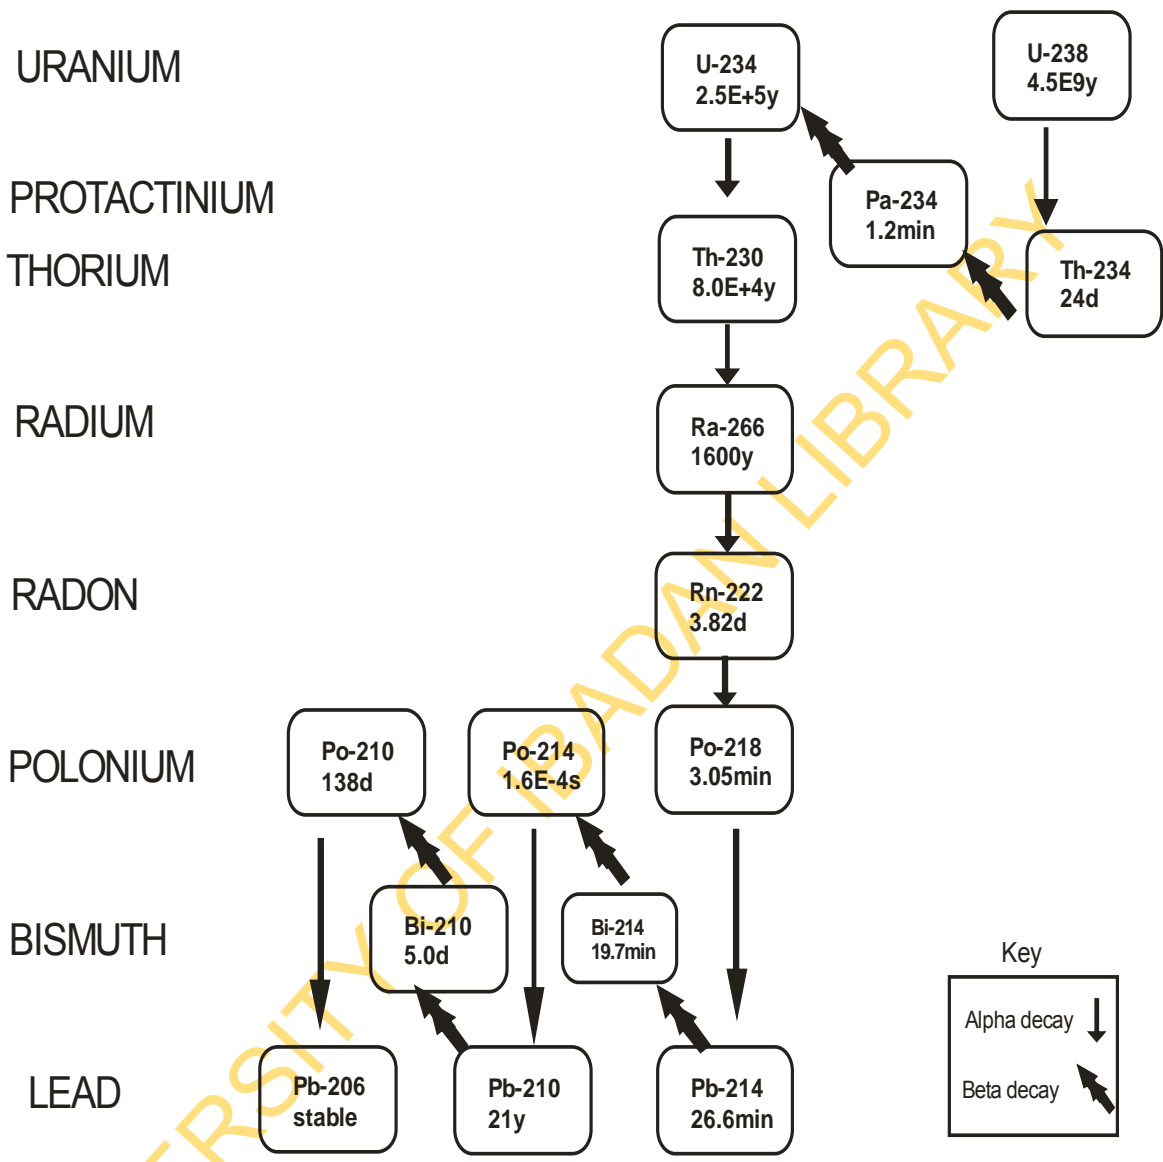 URANIUM
U-234
2.5E+5y
U-238
4.5E9y
PROTACTINIUM
Pa-234
1.2min
THORIUM
Th-230
8.0E+4y
Th-234
24d
RADIUM
Ra-266
1600y
RADON
Rn-222
3.82d
POLONIUM
Po-210
138d
Po-214
1.6E-4s
Po-218
3.05min
BISMUTH
Bi-210
5.0d
Bi-214
19.7min
LEAD
Pb-206
stable
Pb-210
21y
Pb-214
26.6min
Key
Alpha decay
Beta decay
ERSITY OF IBADAN LIBRARY